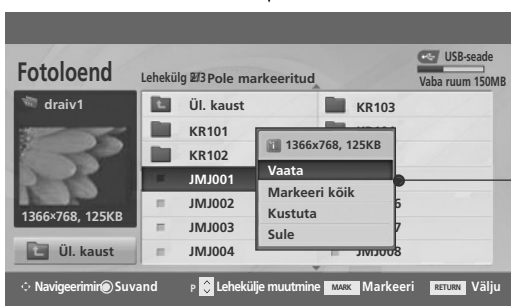 USB-seade
Fotoloend
Lehekülg 2/3 Pole markeeritud
Vaba ruum 150MB
draiv1
1366×768, 125KB
Ül. kaust
Ül. kaust
KR101
KR102
JMJ001
JMJ002
JMJ003
JMJ004
KR103
JMJ008
1366x768, 125KB
Vaata
Markeeri kõik
Kustuta
Sule
Navigeerimin Suvand P Lehekülje muutmine MARK Markeeri RETURN Välju